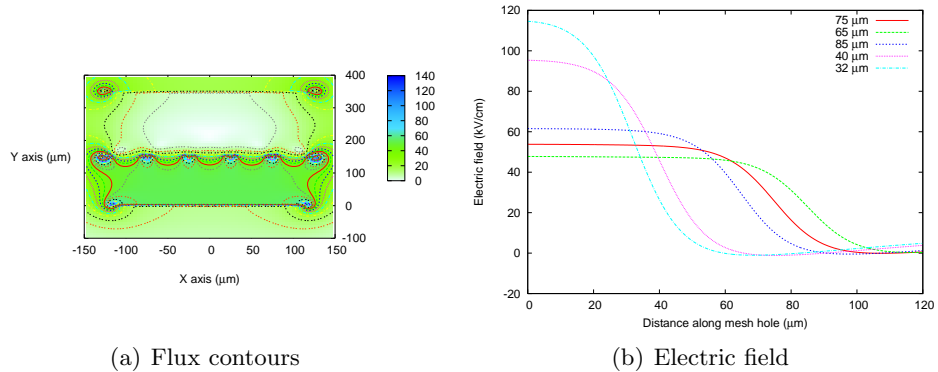 400
300
200
100
0
-100
Y axis (μm)
-150 -100 -50 0 50 100 150
X axis (μm)
140
120
100
80
60
40
20
0
(a) Flux contours
120
100
80
60
40
20
0
-20
Electric field (kV/cm)
0 20 40 60 80 100 120
Distance along mesh hole (μm)
75 μm
65 μm
85 μm
40 μm
32 μm
(b) Electric field